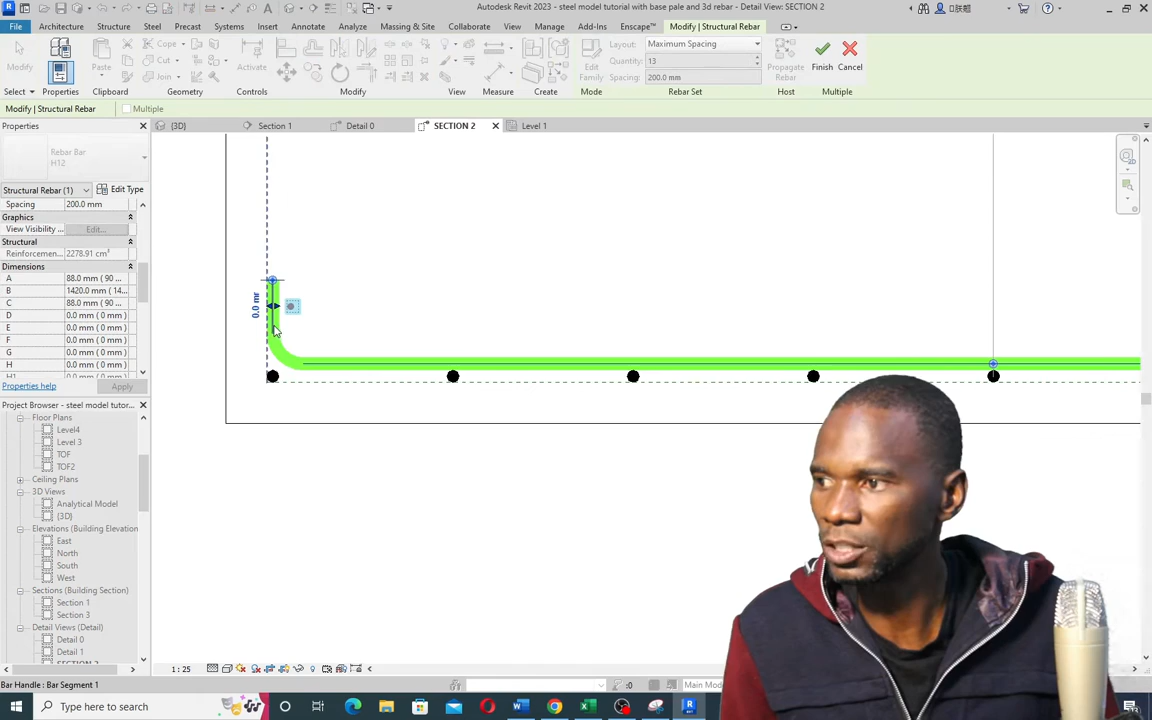 Autodesk Revit 2023 - steel model tutorial with base pale and 3d rebar - Detail View: SECTION 2
File Architecture Structure Steel Precast Systems Insert Annotate Analyze Massing & Site Collaborate View Manage Add-Ins Enscape™ Modify | Structural Rebar
Modify
Properties
Paste
Cope
Cut
Join
Activate
Edit
Family
Layout: Maximum Spacing
Quantity: 13
Spacing: 200.0 mm
Propagate
Rebar
Finish Cancel
Select Properties Clipboard Geometry Controls Modify View Measure Create Mode Rebar Set Host Multiple
Modify | Structural Rebar Multiple
Properties
{3D} Section 1 Detail 0 SECTION 2 Level 1
Rebar Bar
H12
Structural Rebar (1) Edit Type
Spacing 200.0 mm
Graphics
View Visibility ... Edit...
Structural
Reinforcemen... 2278.91 cm³
Dimensions
A 88.0 mm ( 90 ...
B 1420.0 mm ( 14...
C 88.0 mm ( 90 ...
D 0.0 mm ( 0 mm)
E 0.0 mm ( 0 mm)
F 0.0 mm ( 0 mm)
G 0.0 mm ( 0 mm)
H 0.0 mm ( 0 mm)
Properties help Apply
0.0 mr
2D
Project Browser - steel model tutor...
Floor Plans
Level4
Level 3
TOF
TOF2
Ceiling Plans
3D Views
Analytical Model
{3D}
Elevations (Building Elevation
East
North
South
West
Sections (Building Section)
Section 1
Section 3
Detail Views (Detail)
Detail 0
Detail 1
SECTION 2
1 : 25
Bar Handle : Bar Segment 1
:0
Main Mode
Type here to search